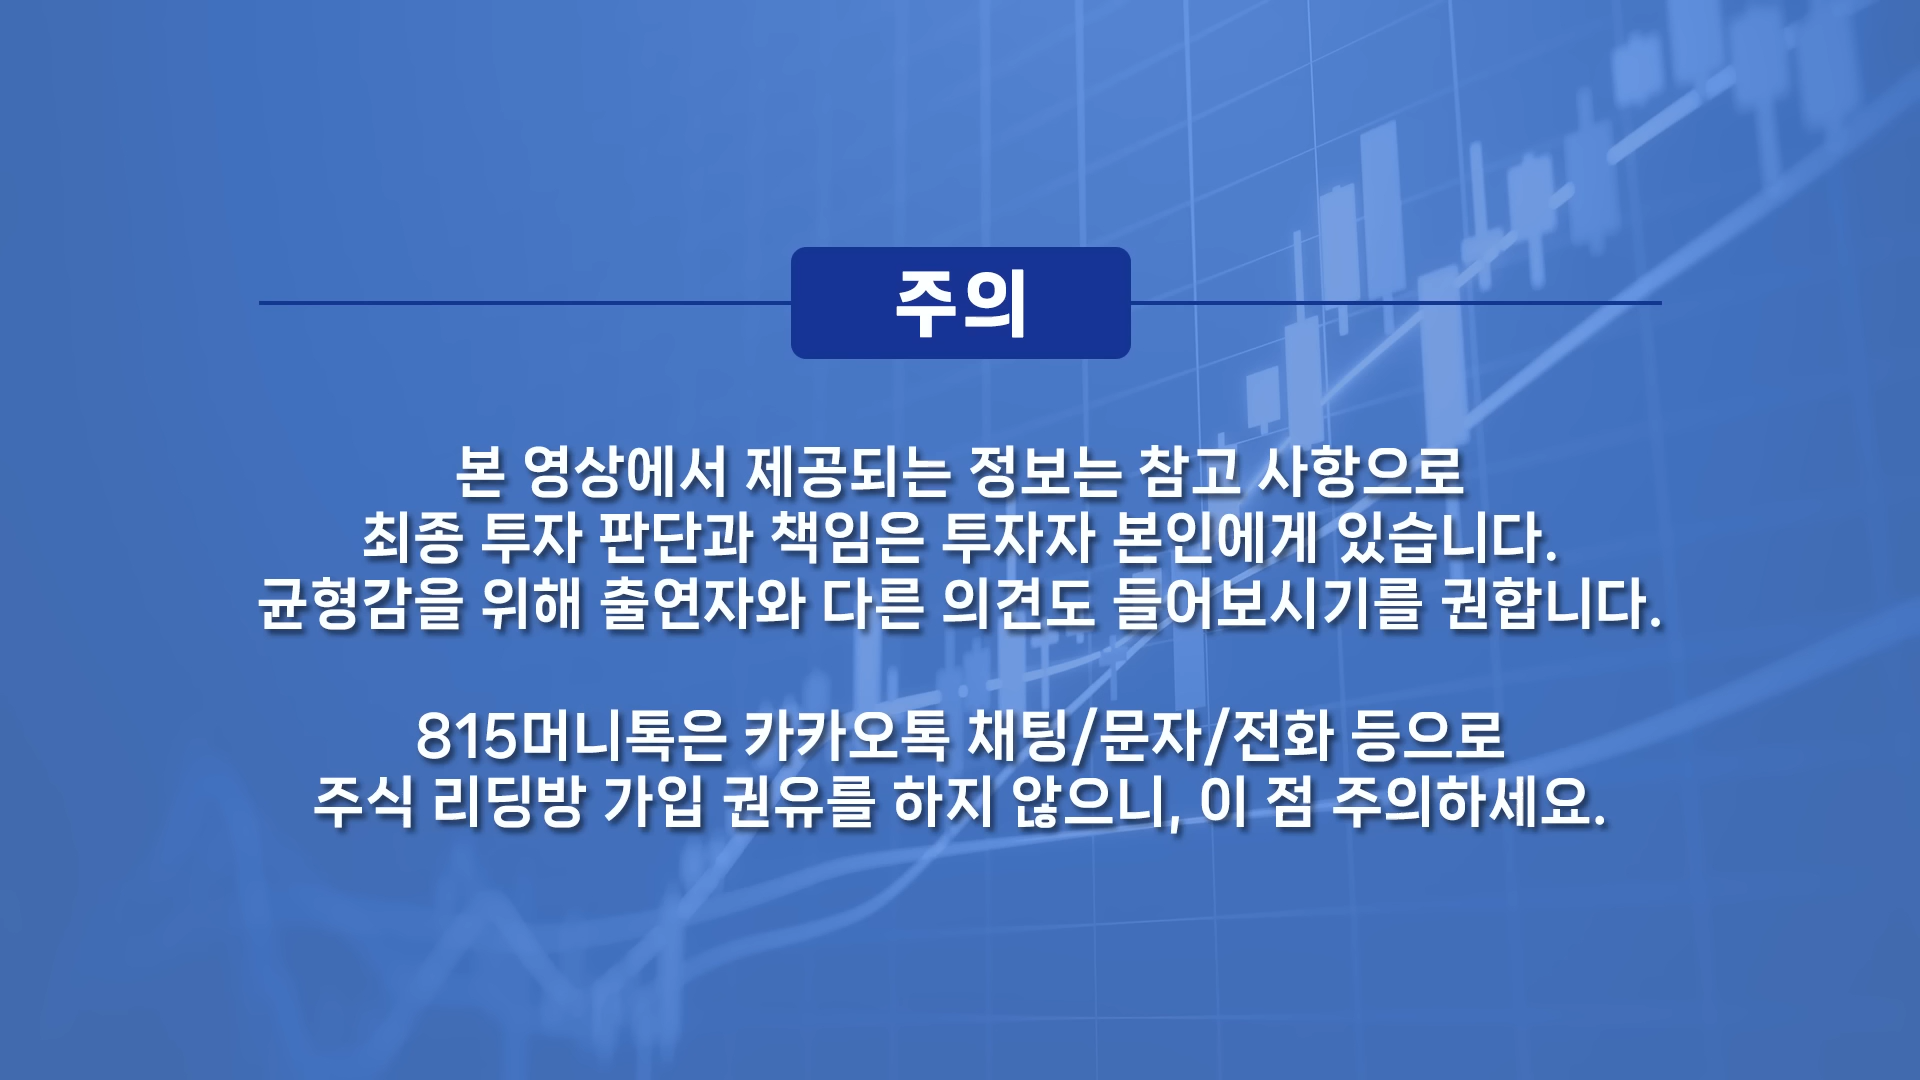 주의
본 영상에서 제공되는 정보는 참고 사항으로
최종 투자 판단과 책임은 투자자 본인에게 있습니다.
균형감을 위해 출연자와 다른 의견도 들어보시기를 권합니다.
815머니톡은 카카오톡 채팅/문자/전화 등으로
주식 리딩방 가입 권유를 하지 않으니, 이 점 주의하세요.